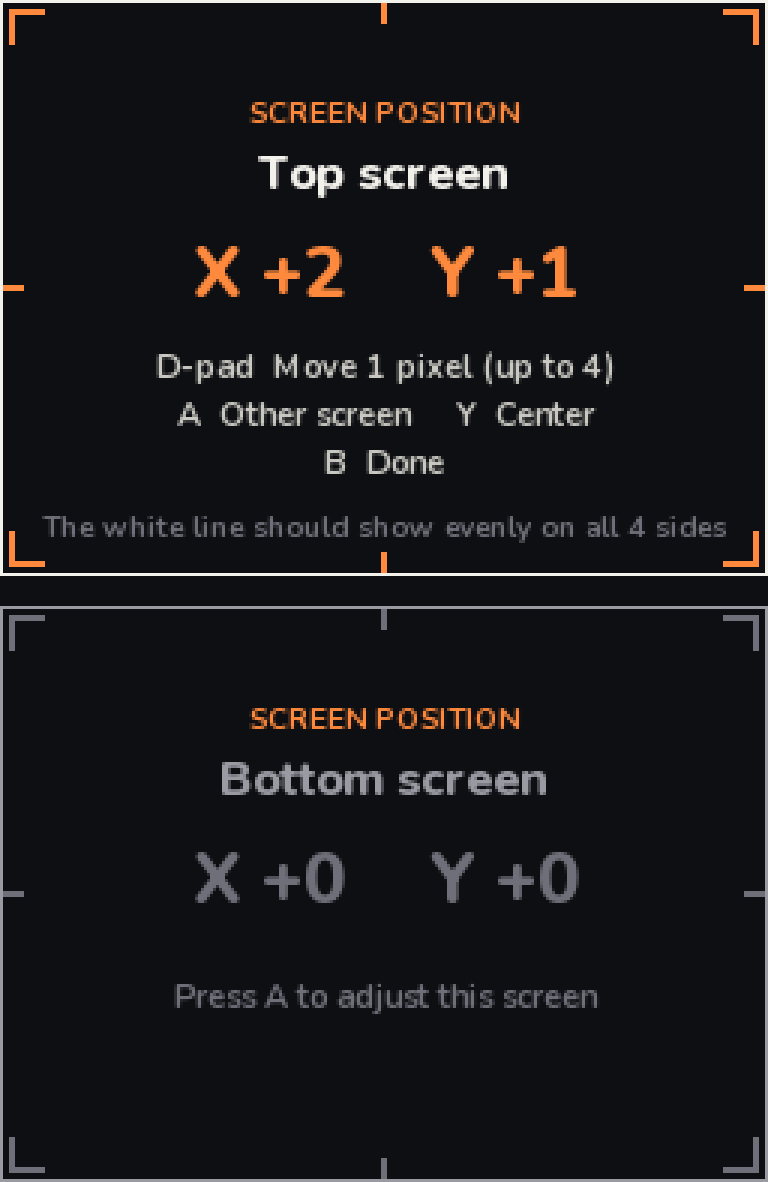 SCREEN POSITION
Top screen
X +2 Y +1
D-pad Move 1 pixel (up to 4)
A Other screen Y Center
B Done
The white line should show evenly on all 4 sides
SCREEN POSITION
Bottom screen
X +0 Y +0
Press A to adjust this screen